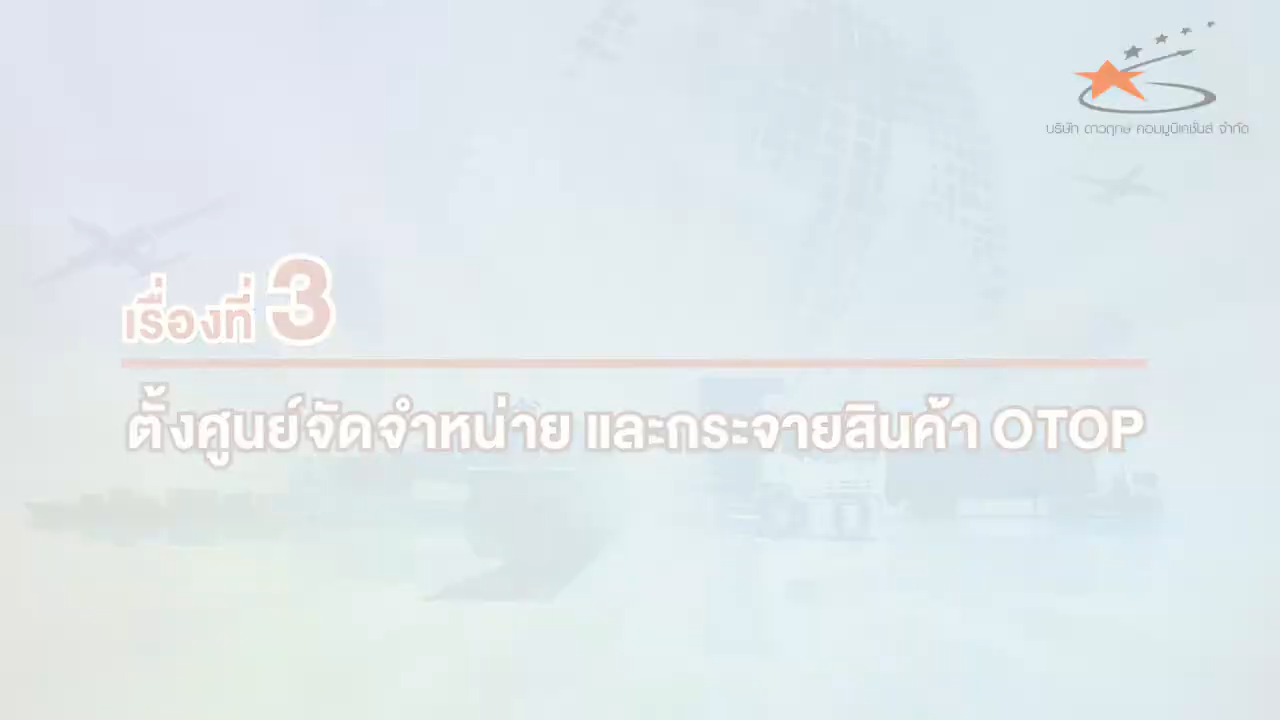 บริษัท ดาวฤกษ์ คอมมูนิเคชั่นส์ จำกัด
เรื่องที่ 3
ตั้งศูนย์จัดจำหน่าย และกระจายสินค้า OTOP